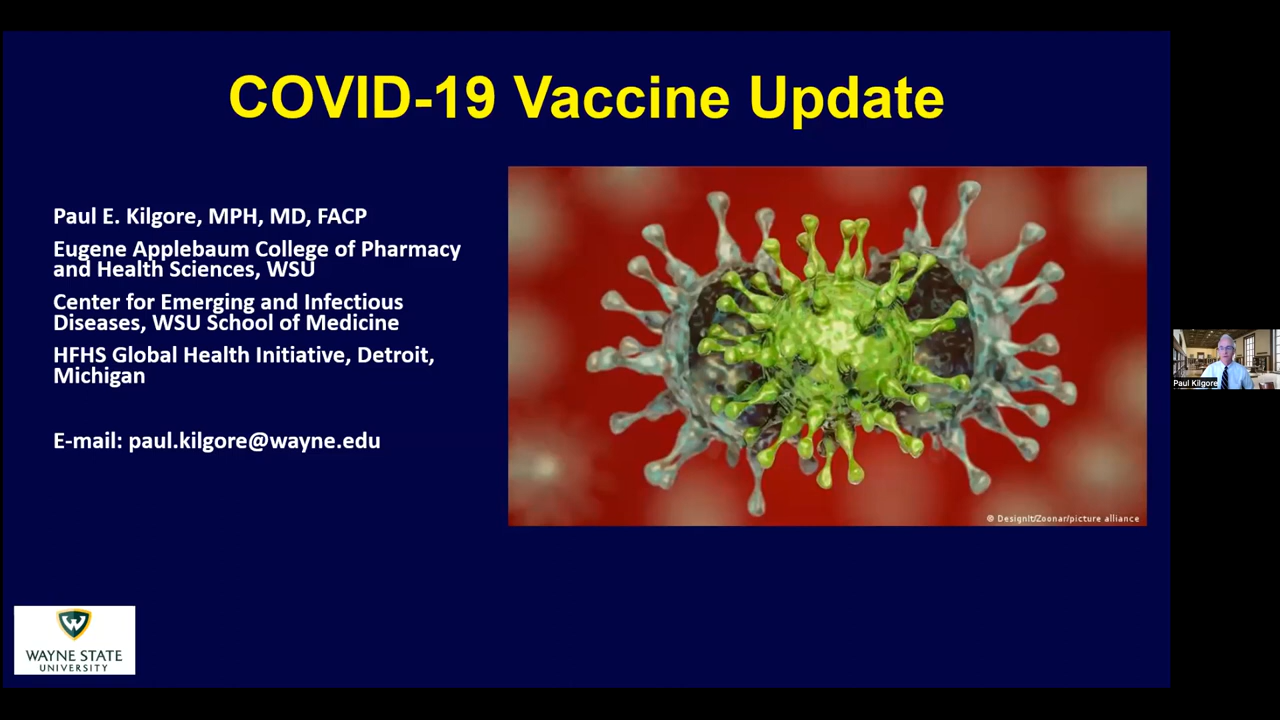 COVID-19 Vaccine Update
Paul E. Kilgore, MPH, MD, FACP
Eugene Applebaum College of Pharmacy
and Health Sciences, WSU
Center for Emerging and Infectious
Diseases, WSU School of Medicine
HFHS Global Health Initiative, Detroit,
Michigan
E-mail: paul.kilgore@wayne.edu
© DesignIt/Zoonar/picture alliance
Paul Kilgore
W
WAYNE STATE
UNIVERSITY